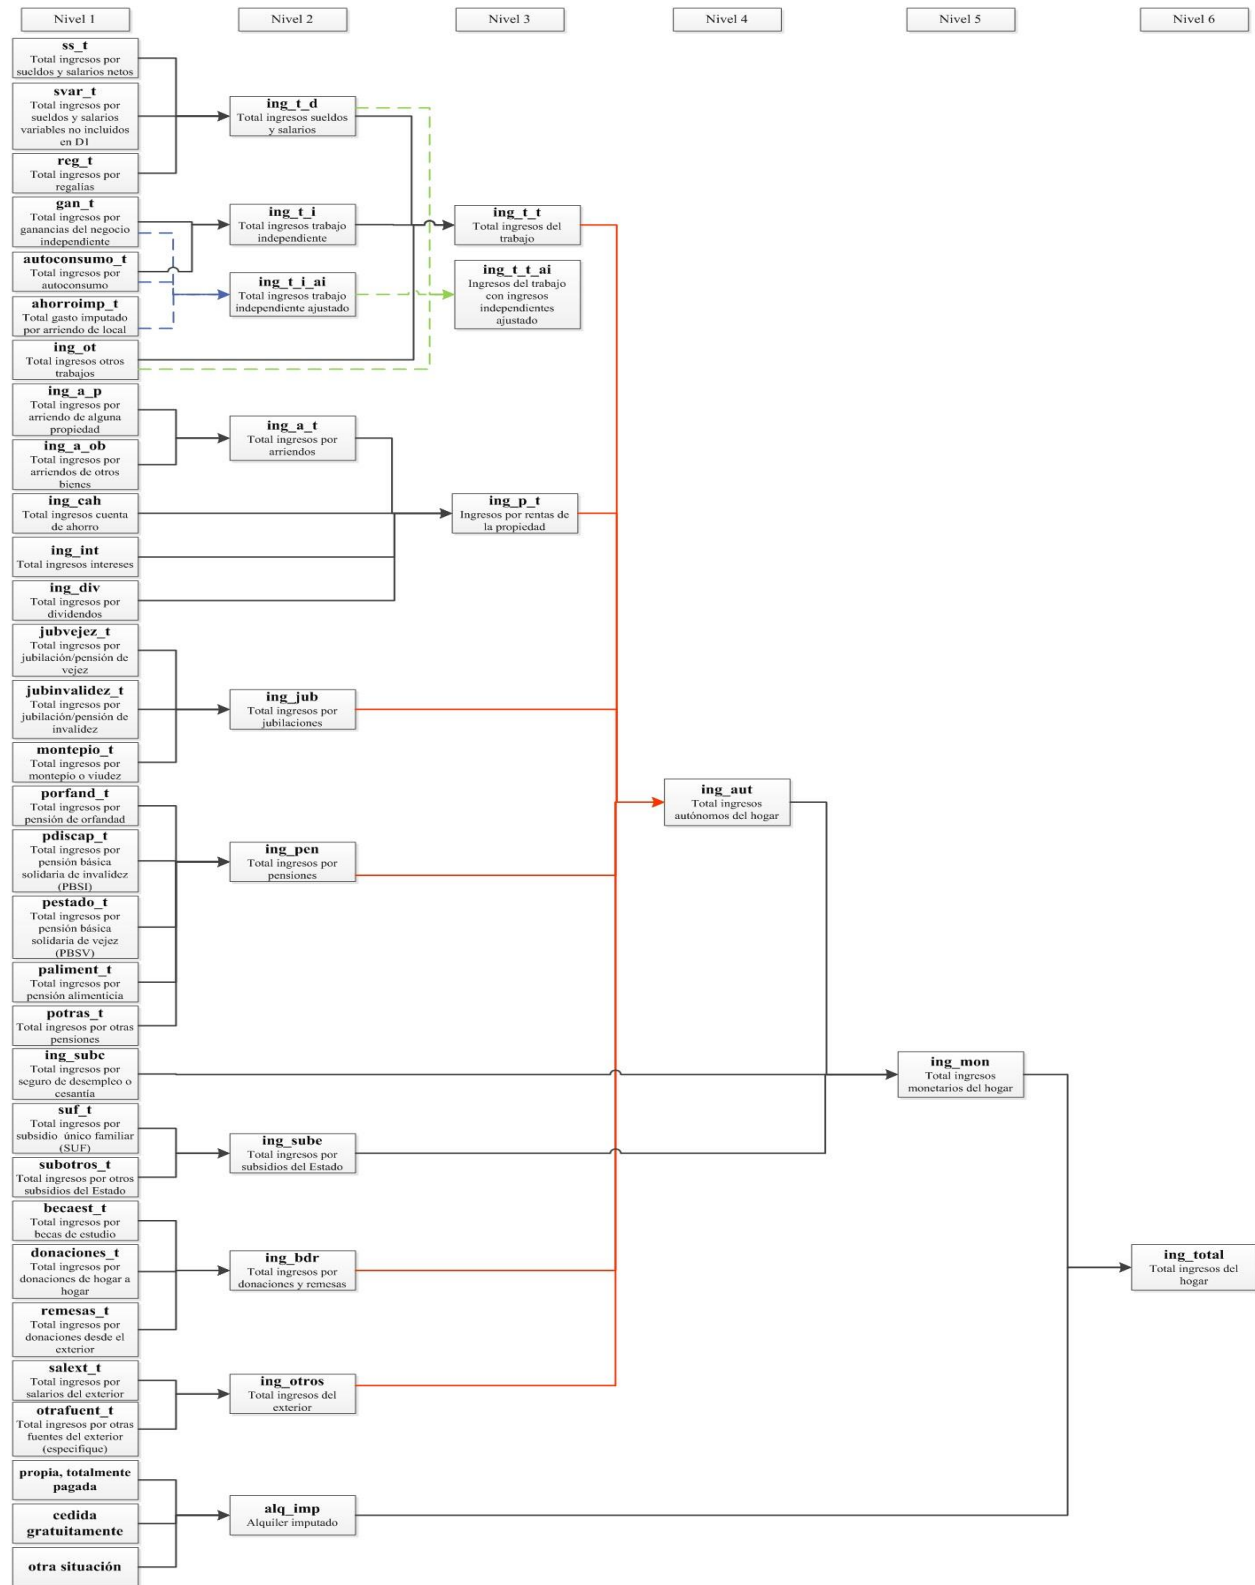 Nivel 1
Nivel 2
Nivel 3
Nivel 4
Nivel 5
Nivel 6
ss_t
Total ingresos por
sueldos y salarios netos
svar_t
Total ingresos por
sueldos y salarios
variables no incluidos
en D1
reg_t
Total ingresos por
regalías
gan_t
Total ingresos por
ganancias del negocio
independiente
autoconsumo_t
Total ingresos por
autoconsumo
ahorroimp_t
Total gasto imputado
por arriendo de local
ing_ot
Total ingresos otros
trabajos
ing_a_p
Total ingresos por
arriendo de alguna
propiedad
ing_a_ob
Total ingresos por
arriendos de otros
bienes
ing_cah
Total ingresos cuenta
de ahorro
ing_int
Total ingresos intereses
ing_div
Total ingresos por
dividendos
jubvejez_t
Total ingresos por
jubilación/pensión de
vejez
jubinvalidez_t
Total ingresos por
jubilación/pensión de
invalidez
montepio_t
Total ingresos por
montepio o viudez
porfand_t
Total ingresos por
pensión de orfandad
pdiscap_t
Total ingresos por
pensión básica
solidaria de invalidez
(PBSI)
pestado_t
Total ingresos por
pensión básica
solidaria de vejez
(PBSV)
paliment_t
Total ingresos por
pensión alimenticia
potras_t
Total ingresos por otras
pensiones
ing_subc
Total ingresos por
seguro de desempleo o
cesantía
suf_t
Total ingresos por
subsidio único familiar
(SUF)
subotros_t
Total ingresos por otros
subsidios del Estado
becaest_t
Total ingresos por
becas de estudio
donaciones_t
Total ingresos por
donaciones de hogar a
hogar
remesas_t
Total ingresos por
donaciones desde el
exterior
salext_t
Total ingresos por
salarios del exterior
otrafuent_t
Total ingresos por otras
fuentes del exterior
(especifique)
propia, totalmente
pagada
cedida
gratuitamente
otra situación
ing_t_d
Total ingresos sueldos
y salarios
ing_t_i
Total ingresos trabajo
independiente
ing_t_i_ai
Total ingresos trabajo
independiente ajustado
ing_a_t
Total ingresos por
arriendos
ing_jub
Total ingresos por
jubilaciones
ing_pen
Total ingresos por
pensiones
ing_sube
Total ingresos por
subsidios del Estado
ing_bdr
Total ingresos por
donaciones y remesas
ing_otros
Total ingresos del
exterior
alq_imp
Alquiler imputado
ing_t_t
Total ingresos del
trabajo
ing_t_t_ai
Ingresos del trabajo
con ingresos
independientes
ajustado
ing_p_t
Ingresos por rentas de
la propiedad
ing_aut
Total ingresos
autónomos del hogar
ing_mon
Total ingresos
monetarios del hogar
ing_total
Total ingresos del
hogar